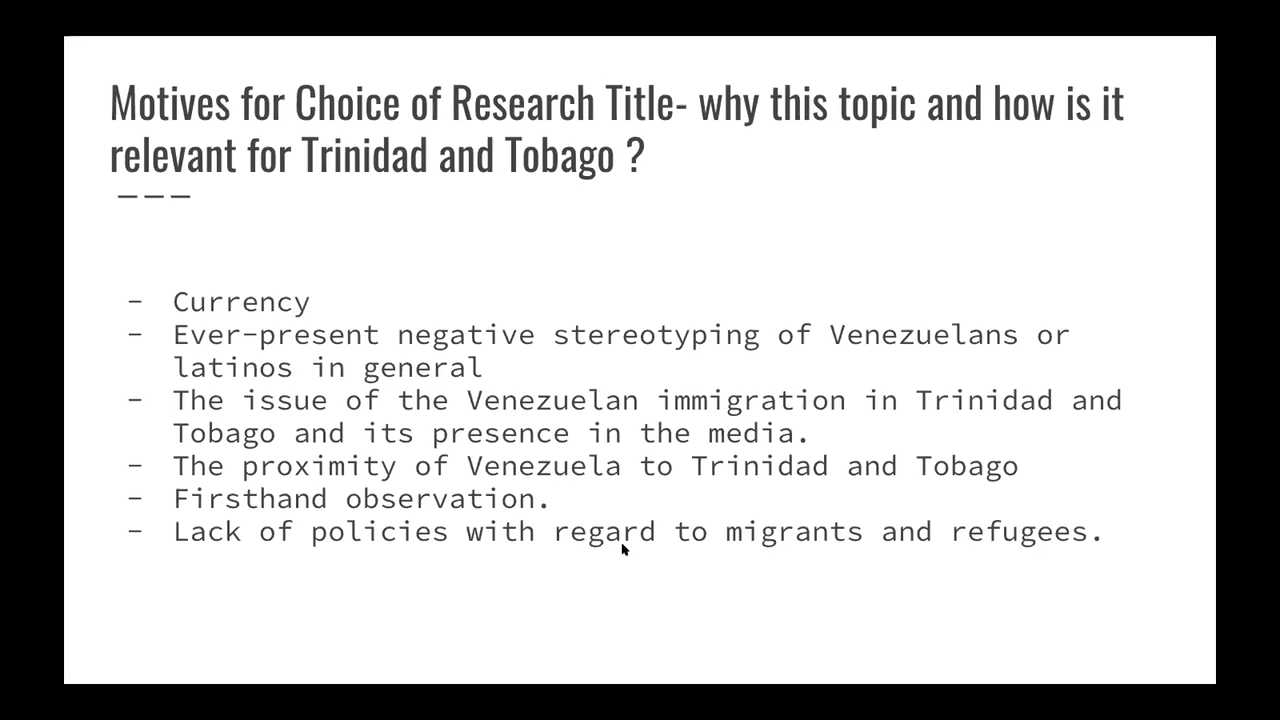 Motives for Choice of Research Title- why this topic and how is it
relevant for Trinidad and Tobago ?
- Currency
- Ever-present negative stereotyping of Venezuelans or
latinos in general
- The issue of the Venezuelan immigration in Trinidad and
Tobago and its presence in the media.
- The proximity of Venezuela to Trinidad and Tobago
- Firsthand observation.
- Lack of policies with regard to migrants and refugees.